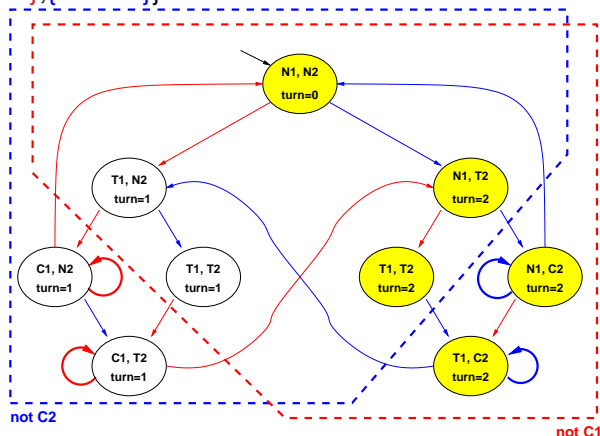 N1, N2
turn=0
T1, N2
turn=1
N1, T2
turn=2
C1, N2
turn=1
T1, T2
turn=1
T1, T2
turn=2
N1, C2
turn=2
C1, T2
turn=1
T1, C2
turn=2
not C2
not C1